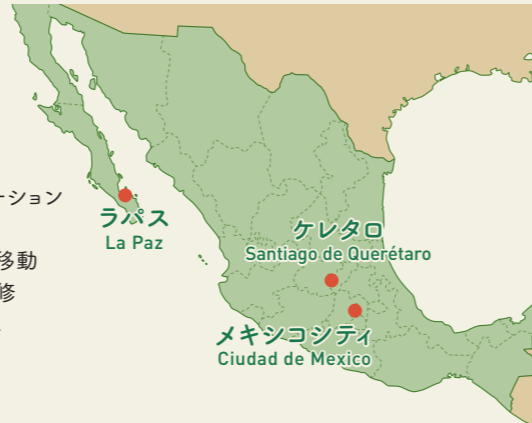 ーション
移動
修
ラパス
La Paz
ケレタロ
Santiago de Querétaro
メキシコシティ
Ciudad de Mexico